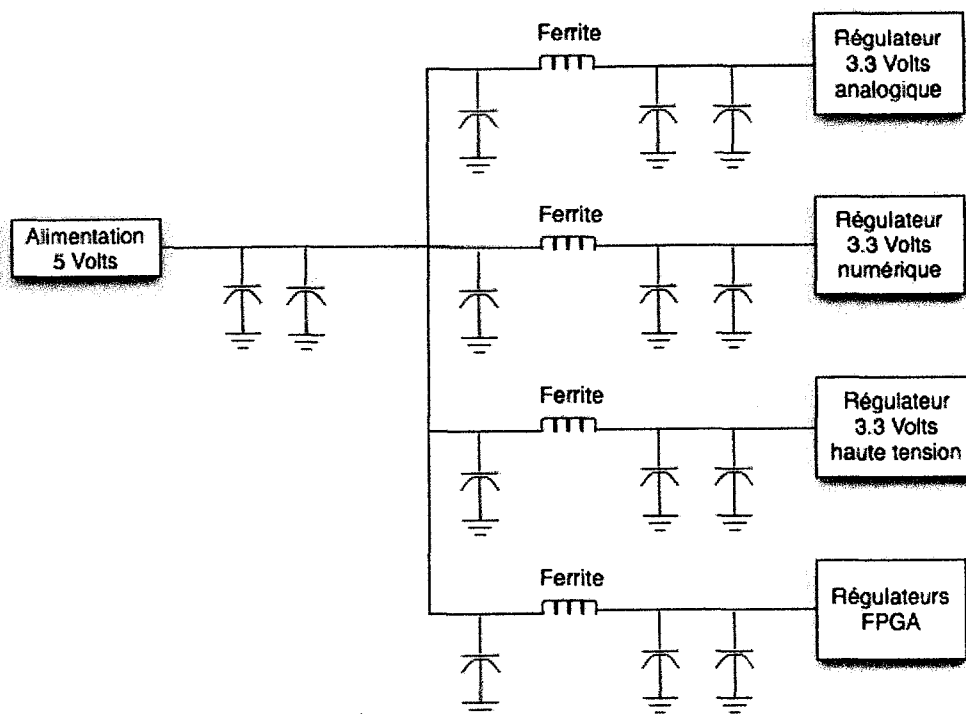 Ferrite
Régulateur
3.3 Volts
analogique
Alimentation
5 Volts
Ferrite
Régulateur
3.3 Volts
numérique
Ferrite
Régulateur
3.3 Volts
haute tension
Ferrite
Régulateurs
FPGA